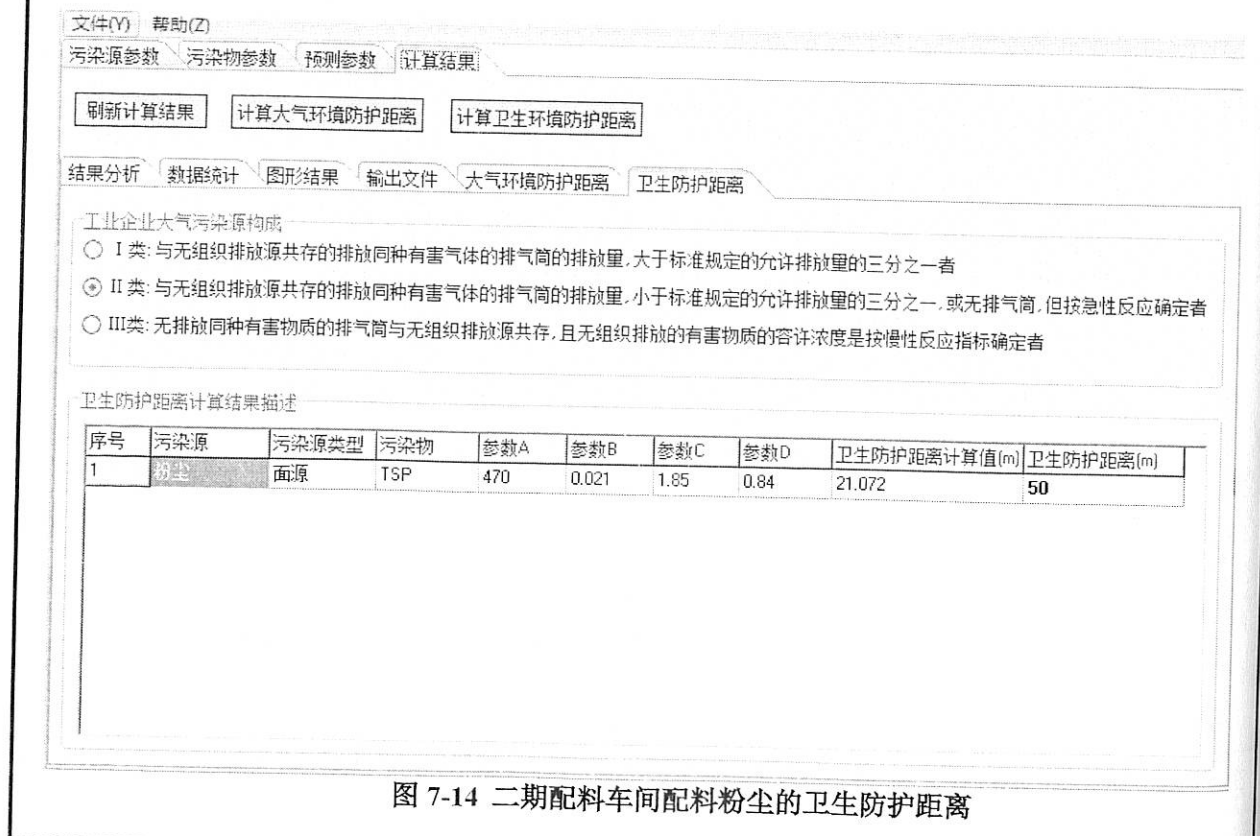 文件(Y) 帮助(Z)
污染源参数 污染物参数 预测参数 计算结果
刷新计算结果 计算大气环境防护距离 计算卫生环境防护距离
结果分析 数据统计 图形结果 输出文件 大气环境防护距离 卫生防护距离
工业企业大气污染源构成
I 类: 与无组织排放源共存的排放同种有害气体的排气筒的排放量,大于标准规定的允许排放量的三分之一者
II 类: 与无组织排放源共存的排放同种有害气体的排气筒的排放量,小于标准规定的允许排放量的三分之一,或无排气筒,但按急性反应确定者
III类: 无排放同种有害物质的排气筒与无组织排放源共存,且无组织排放的有害物质的容许浓度是按慢性反应指标确定者
卫生防护距离计算结果描述
序号 污染源 污染源类型 污染物 参数A 参数B 参数C 参数D 卫生防护距离计算值(m) 卫生防护距离(m)
1 粉尘 面源 TSP 470 0.021 1.85 0.84 21.072 50
图 7-14 二期配料车间配料粉尘的卫生防护距离